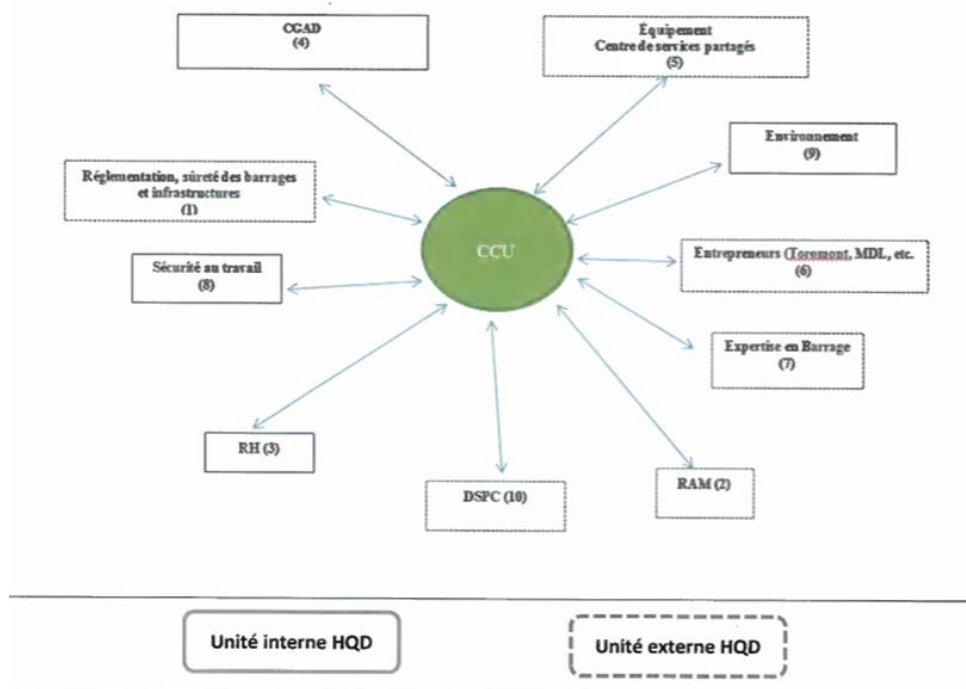 CGAD
(4)
Équipement
Centre de services partagés
(5)
Environnement
(9)
Réglementation, sûreté des barrages
et infrastructures
(1)
CCU
Entrepreneurs (Toromont, MDL, etc.
(6)
Sécurité au travail
(8)
Expertise en Barrage
(7)
RH (3)
RAM (2)
DSPC (10)
Unité interne HQD
Unité externe HQD